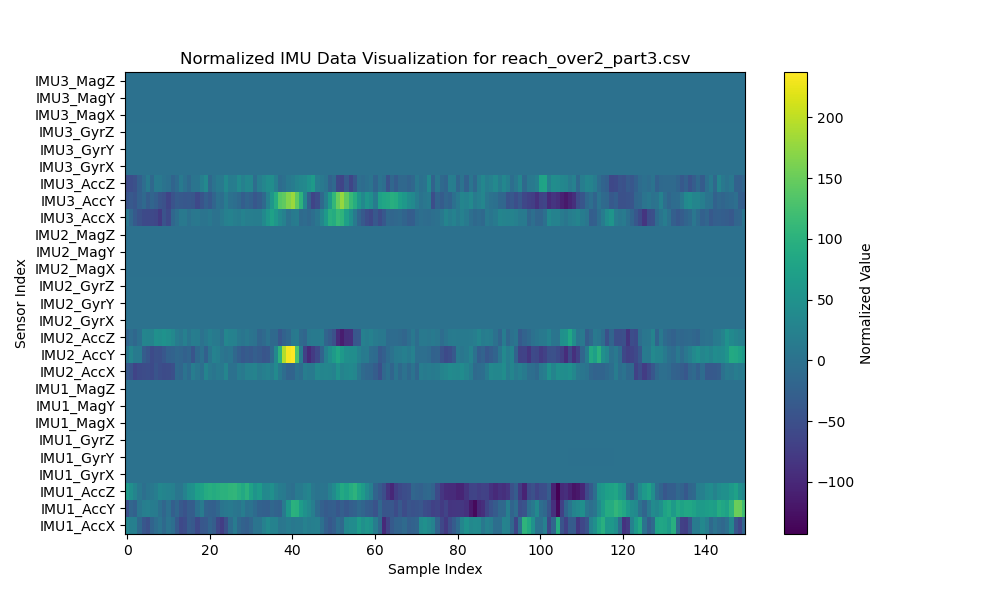 Normalized IMU Data Visualization for reach_over2_part3.csv
Sensor Index
IMU3_MagZ
IMU3_MagY
IMU3_MagX
IMU3_GyrZ
IMU3_GyrY
IMU3_GyrX
IMU3_AccZ
IMU3_AccY
IMU3_AccX
IMU2_MagZ
IMU2_MagY
IMU2_MagX
IMU2_GyrZ
IMU2_GyrY
IMU2_GyrX
IMU2_AccZ
IMU2_AccY
IMU2_AccX
IMU1_MagZ
IMU1_MagY
IMU1_MagX
IMU1_GyrZ
IMU1_GyrY
IMU1_GyrX
IMU1_AccZ
IMU1_AccY
IMU1_AccX
0 20 40 60 80 100 120 140
Sample Index
200
150
100
50
0
−50
−100
Normalized Value